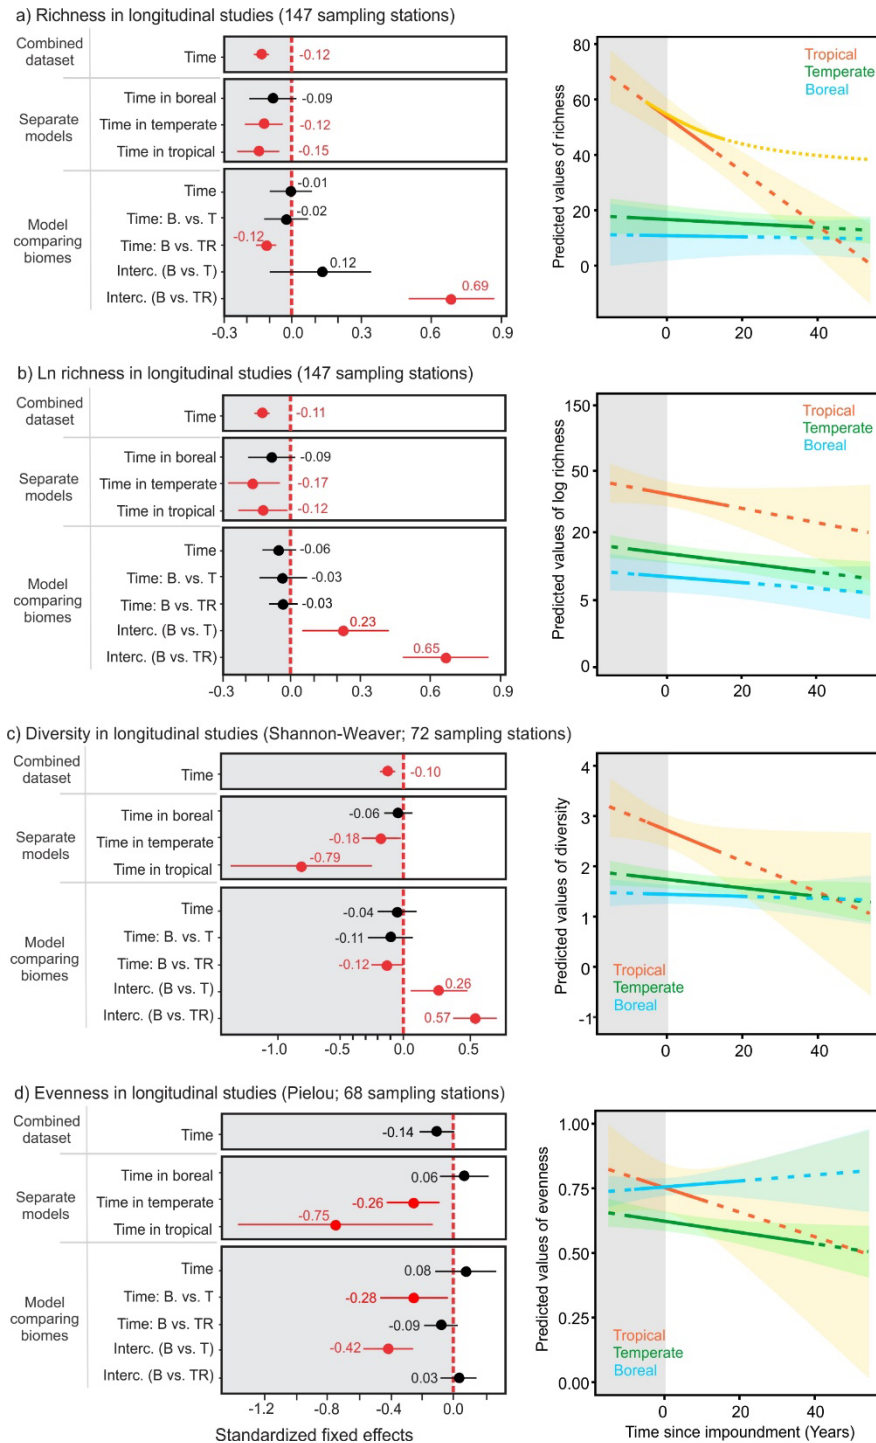 a) Richness in longitudinal studies (147 sampling stations)
Combined dataset
Time
-0.12
Separate models
Time in boreal
-0.09
Time in temperate
-0.12
Time in tropical
-0.15
Model comparing biomes
Time
-0.01
Time: B. vs. T
-0.02
Time: B vs. TR
-0.12
Interc. (B vs. T)
0.12
Interc. (B vs. TR)
0.69
-0.3 0.0 0.3 0.6 0.9
Predicted values of richness
80
60
40
20
0
Tropical
Temperate
Boreal
0 20 40
b) Ln richness in longitudinal studies (147 sampling stations)
Combined dataset
Time
-0.11
Separate models
Time in boreal
-0.09
Time in temperate
-0.17
Time in tropical
-0.12
Model comparing biomes
Time
-0.06
Time: B. vs. T
-0.03
Time: B vs. TR
-0.03
Interc. (B vs. T)
0.23
Interc. (B vs. TR)
0.65
-0.3 0.0 0.3 0.6 0.9
Predicted values of log richness
150
50
20
5
0
Tropical
Temperate
Boreal
0 20 40
c) Diversity in longitudinal studies (Shannon-Weaver; 72 sampling stations)
Combined dataset
Time
-0.10
Separate models
Time in boreal
-0.06
Time in temperate
-0.18
Time in tropical
-0.79
Model comparing biomes
Time
-0.04
Time: B. vs. T
-0.11
Time: B vs. TR
-0.12
Interc. (B vs. T)
0.26
Interc. (B vs. TR)
0.57
-1.0 -0.5 0.0 0.5
Predicted values of diversity
4
3
2
1
0
-1
Tropical
Temperate
Boreal
0 20 40
d) Evenness in longitudinal studies (Pielou; 68 sampling stations)
Combined dataset
Time
-0.14
Separate models
Time in boreal
0.06
Time in temperate
-0.26
Time in tropical
-0.75
Model comparing biomes
Time
0.08
Time: B. vs. T
-0.28
Time: B vs. TR
-0.09
Interc. (B vs. T)
-0.42
Interc. (B vs. TR)
0.03
-1.2 -0.8 -0.4 0.0
Standardized fixed effects
Predicted values of evenness
1.00
0.75
0.50
0.25
0.00
Tropical
Temperate
Boreal
0 20 40
Time since impoundment (Years)